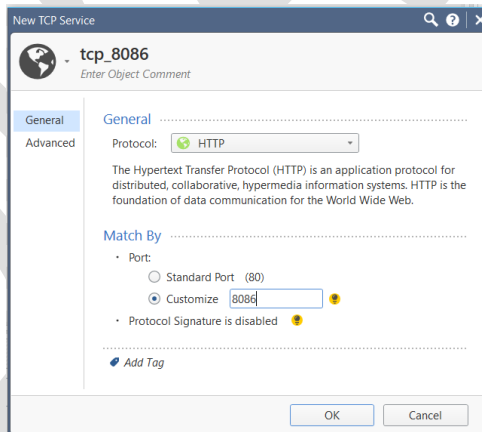 New TCP Service
tcp_8086
Enter Object Comment
General
Advanced
General
Protocol: HTTP
The Hypertext Transfer Protocol (HTTP) is an application protocol for
distributed, collaborative, hypermedia information systems. HTTP is the
foundation of data communication for the World Wide Web.
Match By
• Port:
Standard Port (80)
Customize 8086
• Protocol Signature is disabled
Add Tag
OK Cancel